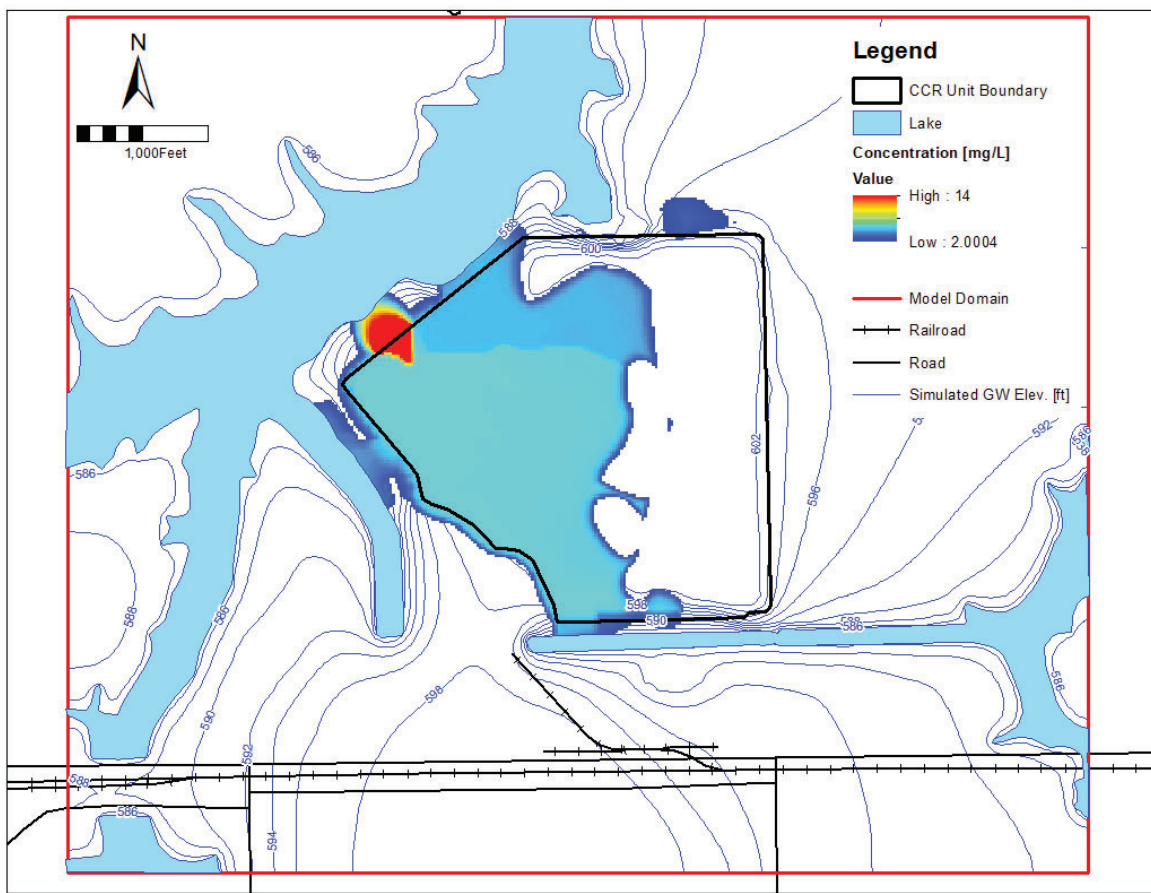 N
1,000Feet
Legend
CCR Unit Boundary
Lake
Concentration [mg/L]
Value
High : 14
Low : 2.0004
Model Domain
Railroad
Road
Simulated GW Elev. [ft]
586
588
600
592
586
602
596
586
588
598
590
588
586
586
586
598
590
592
588
586
594